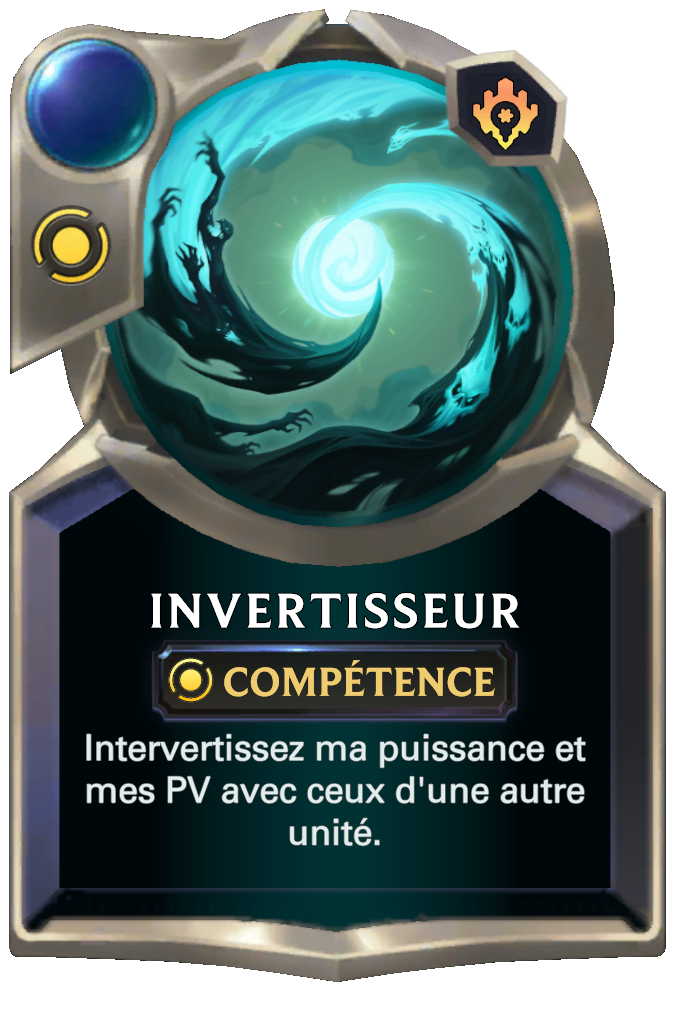 INVERTISSEUR
COMPÉTENCE
Intervertissez ma puissance et
mes PV avec ceux d'une autre
unité.